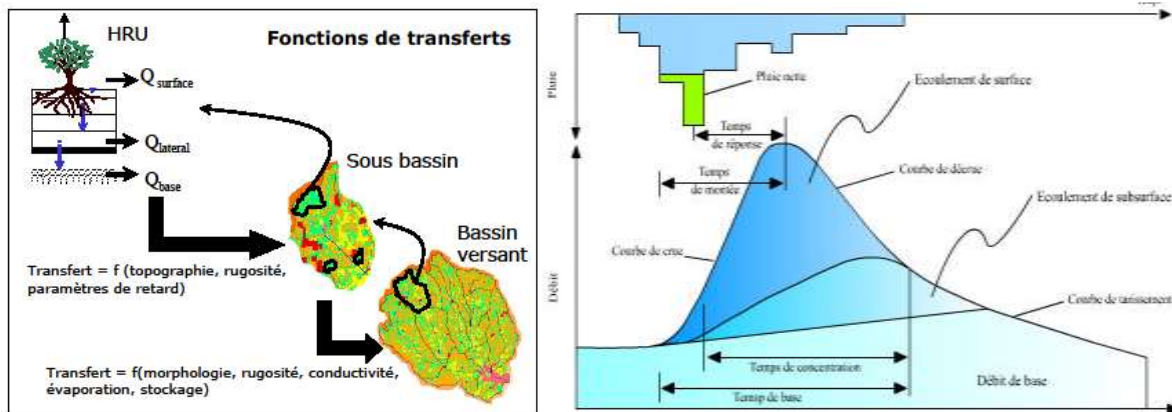 HRU
Fonctions de transferts
Q surface
Q lateral
Q base
Sous bassin
Bassin
versant
Transfert = f (topographie, rugosité,
paramètres de retard)
Transfert = f(morphologie, rugosité, conductivité,
évaporation, stockage)
Pluie
Pluie nette
Ecoulement de surface
Temps
de réponse
Temps
de montée
Courbe de décrue
Ecoulement de subsurface
Courbe de crue
Débit
Courbe de tarissement
Temps de concentration
Débit de base
Temsp de base